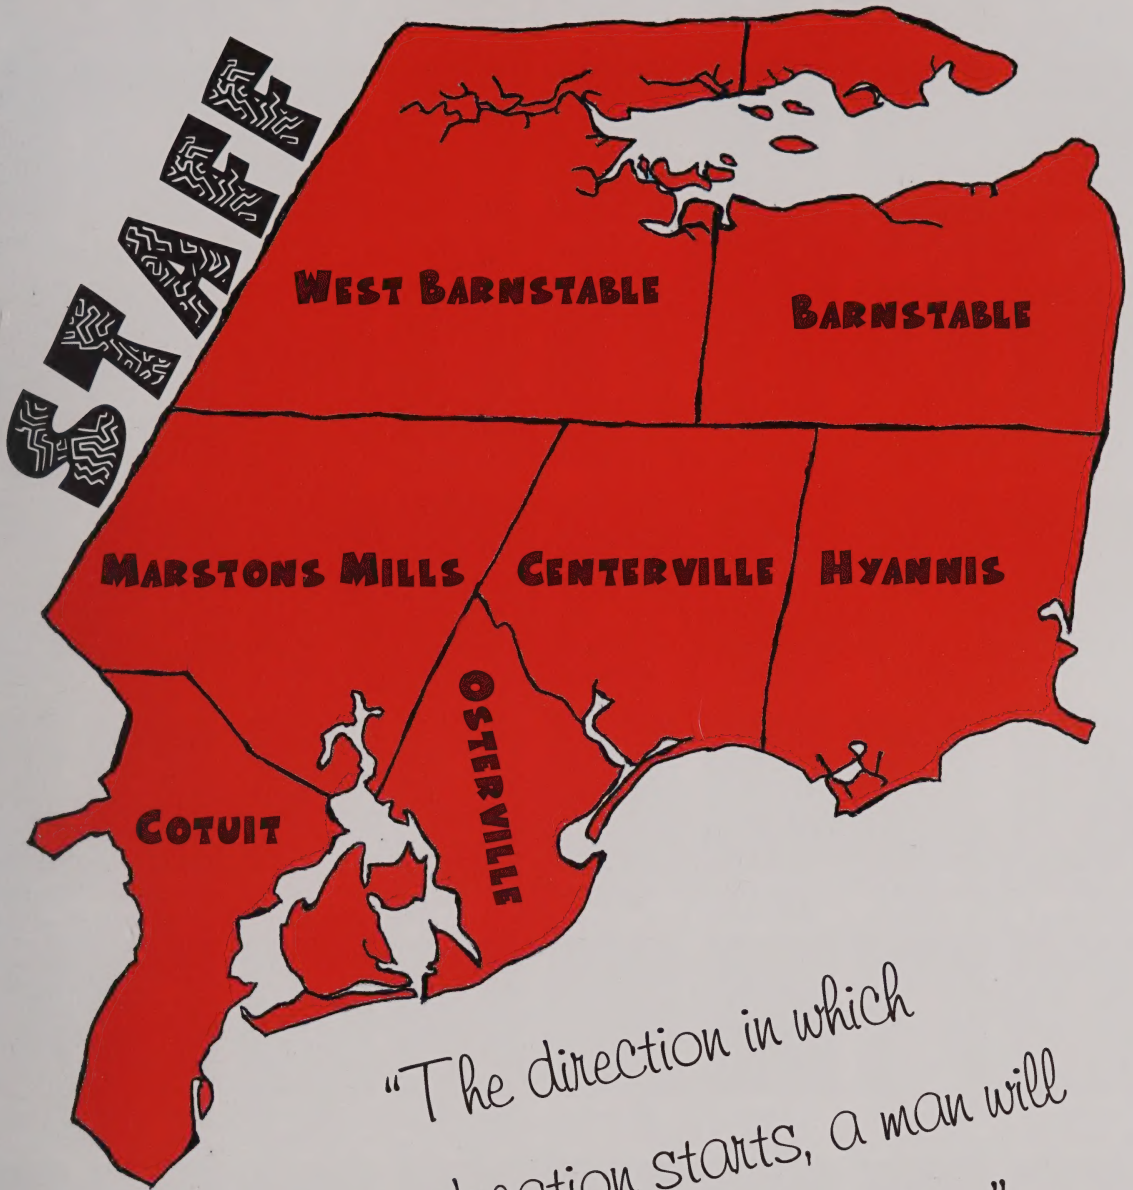 STAFF
WEST BARNSTABLE
BARNSTABLE
MARSTONS MILLS
CENTERVILLE
HYANNIS
OSTERVILLE
COTUIT
"The direction in which
starts, a man will
"